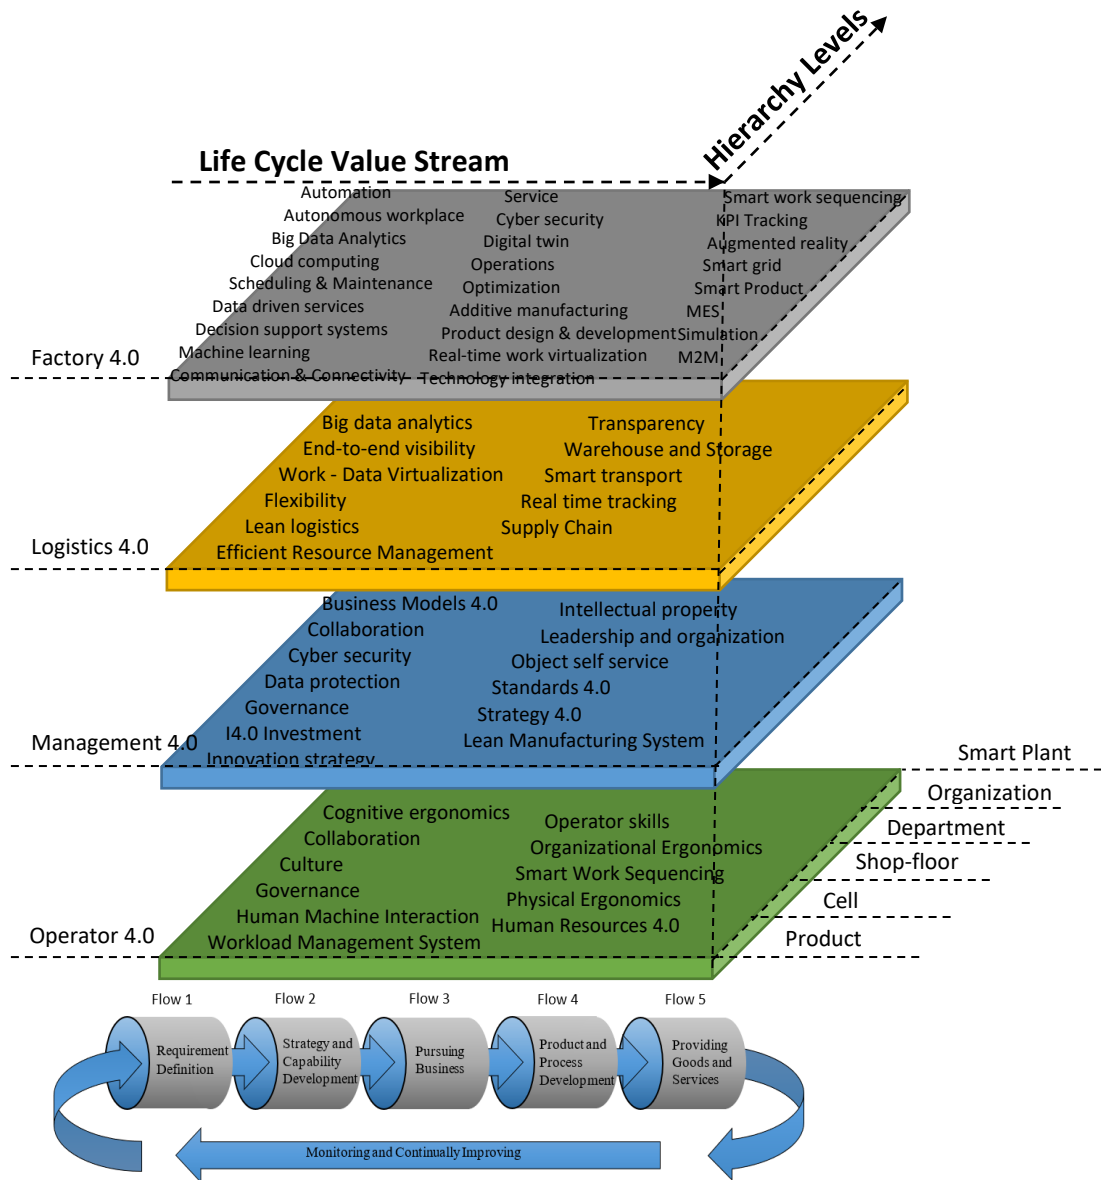 Hierarchy Levels
Life Cycle Value Stream
Automation
Autonomous workplace
Big Data Analytics
Cloud computing
Scheduling & Maintenance
Data driven services
Decision support systems
Machine learning
Communication & Connectivity
Service
Cyber security
Digital twin
Operations
Optimization
Additive manufacturing
Product design & development
Real-time work virtualization
Technology integration
Smart work sequencing
KPI Tracking
Augmented reality
Smart grid
Smart Product
MES
Simulation
M2M
Factory 4.0
Big data analytics
End-to-end visibility
Work - Data Virtualization
Flexibility
Lean logistics
Efficient Resource Management
Transparency
Warehouse and Storage
Smart transport
Real time tracking
Supply Chain
Logistics 4.0
Business Models 4.0
Collaboration
Cyber security
Data protection
Governance
I4.0 Investment
Innovation strategy
Intellectual property
Leadership and organization
Object self service
Standards 4.0
Strategy 4.0
Lean Manufacturing System
Management 4.0
Cognitive ergonomics
Collaboration
Culture
Governance
Human Machine Interaction
Workload Management System
Operator skills
Organizational Ergonomics
Smart Work Sequencing
Physical Ergonomics
Human Resources 4.0
Operator 4.0
Smart Plant
Organization
Department
Shop-floor
Cell
Product
Flow 1
Flow 2
Flow 3
Flow 4
Flow 5
Requirement
Definition
Strategy and
Capability
Development
Pursuing
Business
Product and
Process
Development
Providing
Goods and
Services
Monitoring and Continually Improving